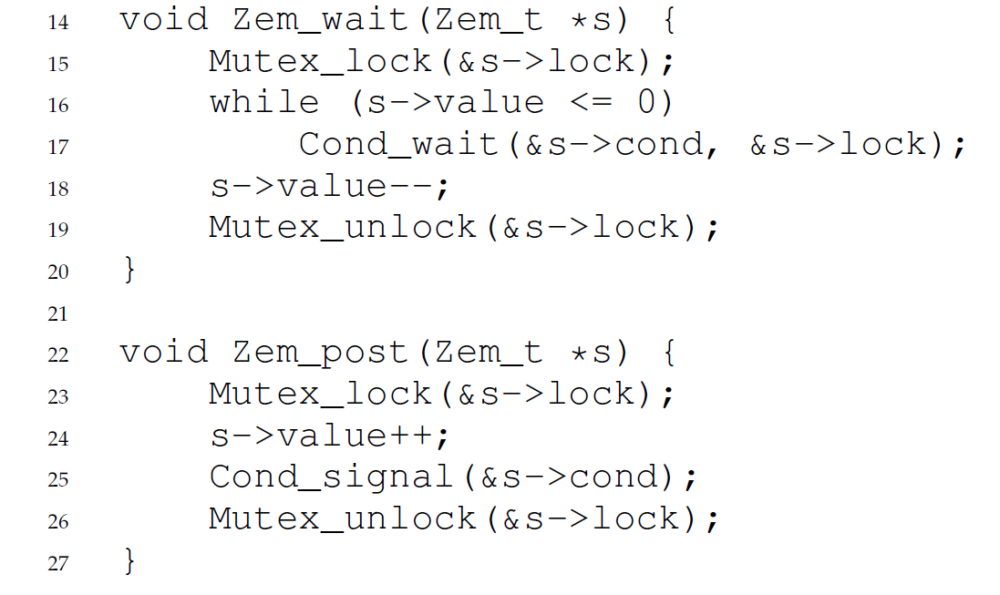 14 void Zem_wait(Zem_t *s) {
15     Mutex_lock(&s->lock);
16     while (s->value <= 0)
17         Cond_wait(&s->cond, &s->lock);
18     s->value--;
19     Mutex_unlock(&s->lock);
20 }
21
22 void Zem_post(Zem_t *s) {
23     Mutex_lock(&s->lock);
24     s->value++;
25     Cond_signal(&s->cond);
26     Mutex_unlock(&s->lock);
27 }